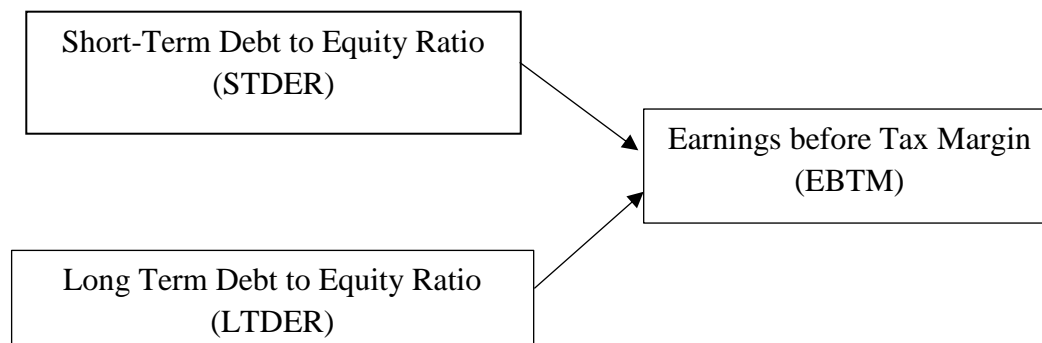 Short-Term Debt to Equity Ratio
(STDER)
Earnings before Tax Margin
(EBTM)
Long Term Debt to Equity Ratio
(LTDER)